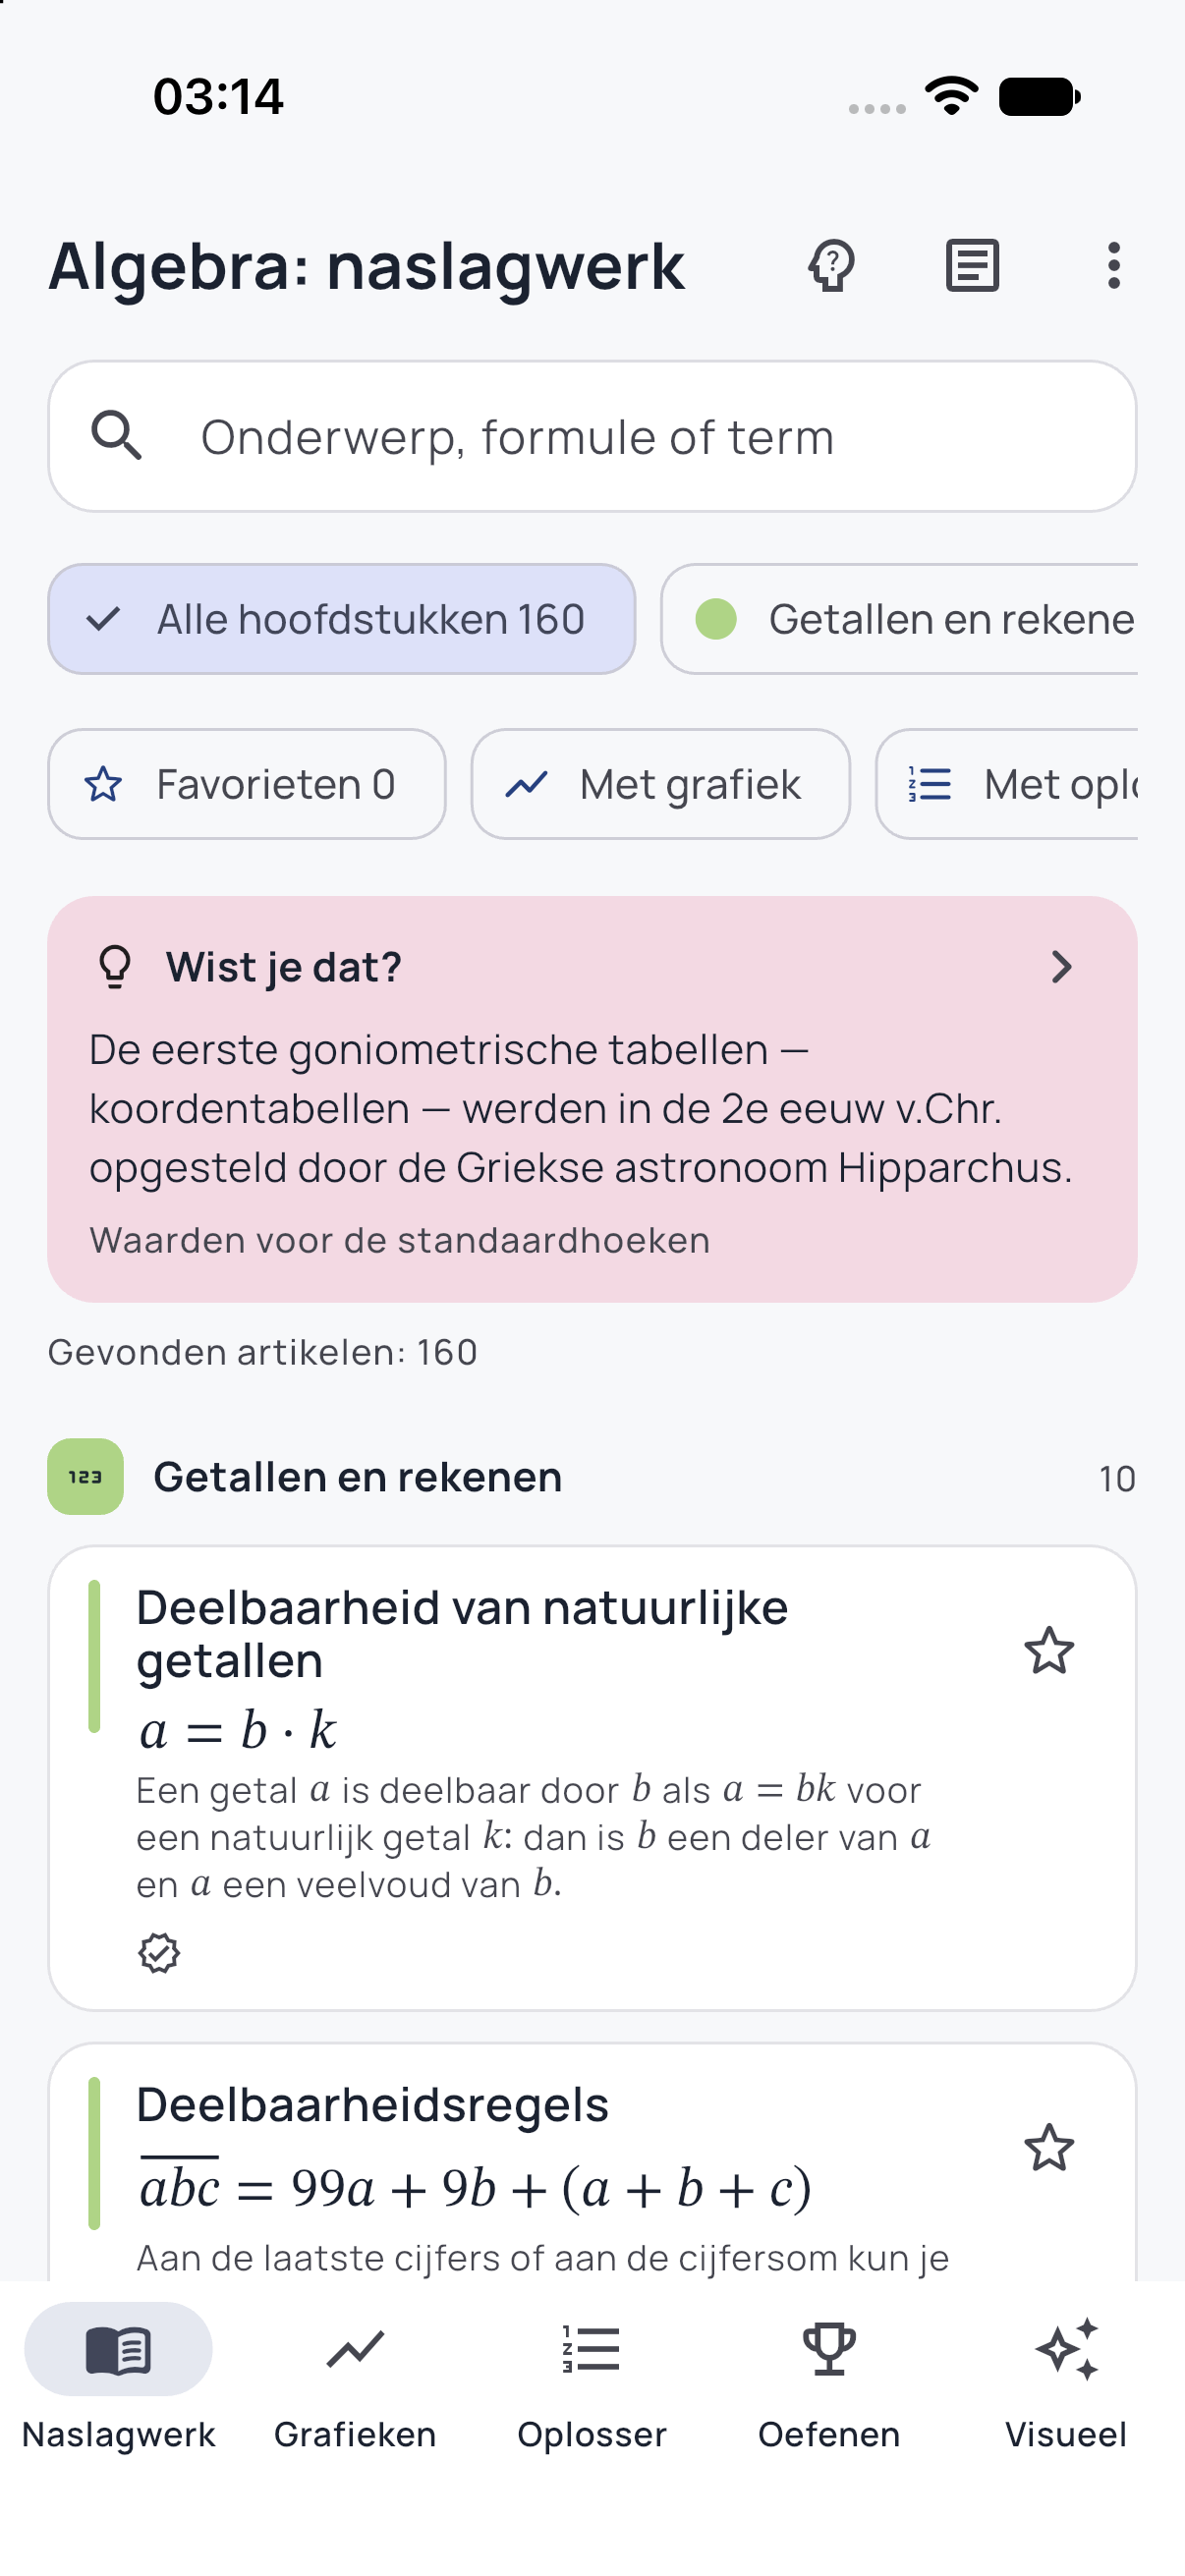 03:14
Algebra: naslagwerk
Onderwerp, formule of term
Alle hoofdstukken 160
Getallen en rekene
Favorieten 0
Met grafiek
Met oplo
Wist je dat?
De eerste goniometrische tabellen —
koordentabellen — werden in de 2e eeuw v.Chr.
opgesteld door de Griekse astronoom Hipparchus.
Waarden voor de standaardhoeken
Gevonden artikelen: 160
123 Getallen en rekenen 10
Deelbaarheid van natuurlijke
getallen
a = b · k
Een getal a is deelbaar door b als a = bk voor
een natuurlijk getal k: dan is b een deler van a
en a een veelvoud van b.
Deelbaarheidsregels
a̅b̅c̅ = 99a + 9b + (a + b + c)
Aan de laatste cijfers of aan de cijfersom kun je
Naslagwerk
Grafieken
Oplosser
Oefenen
Visueel